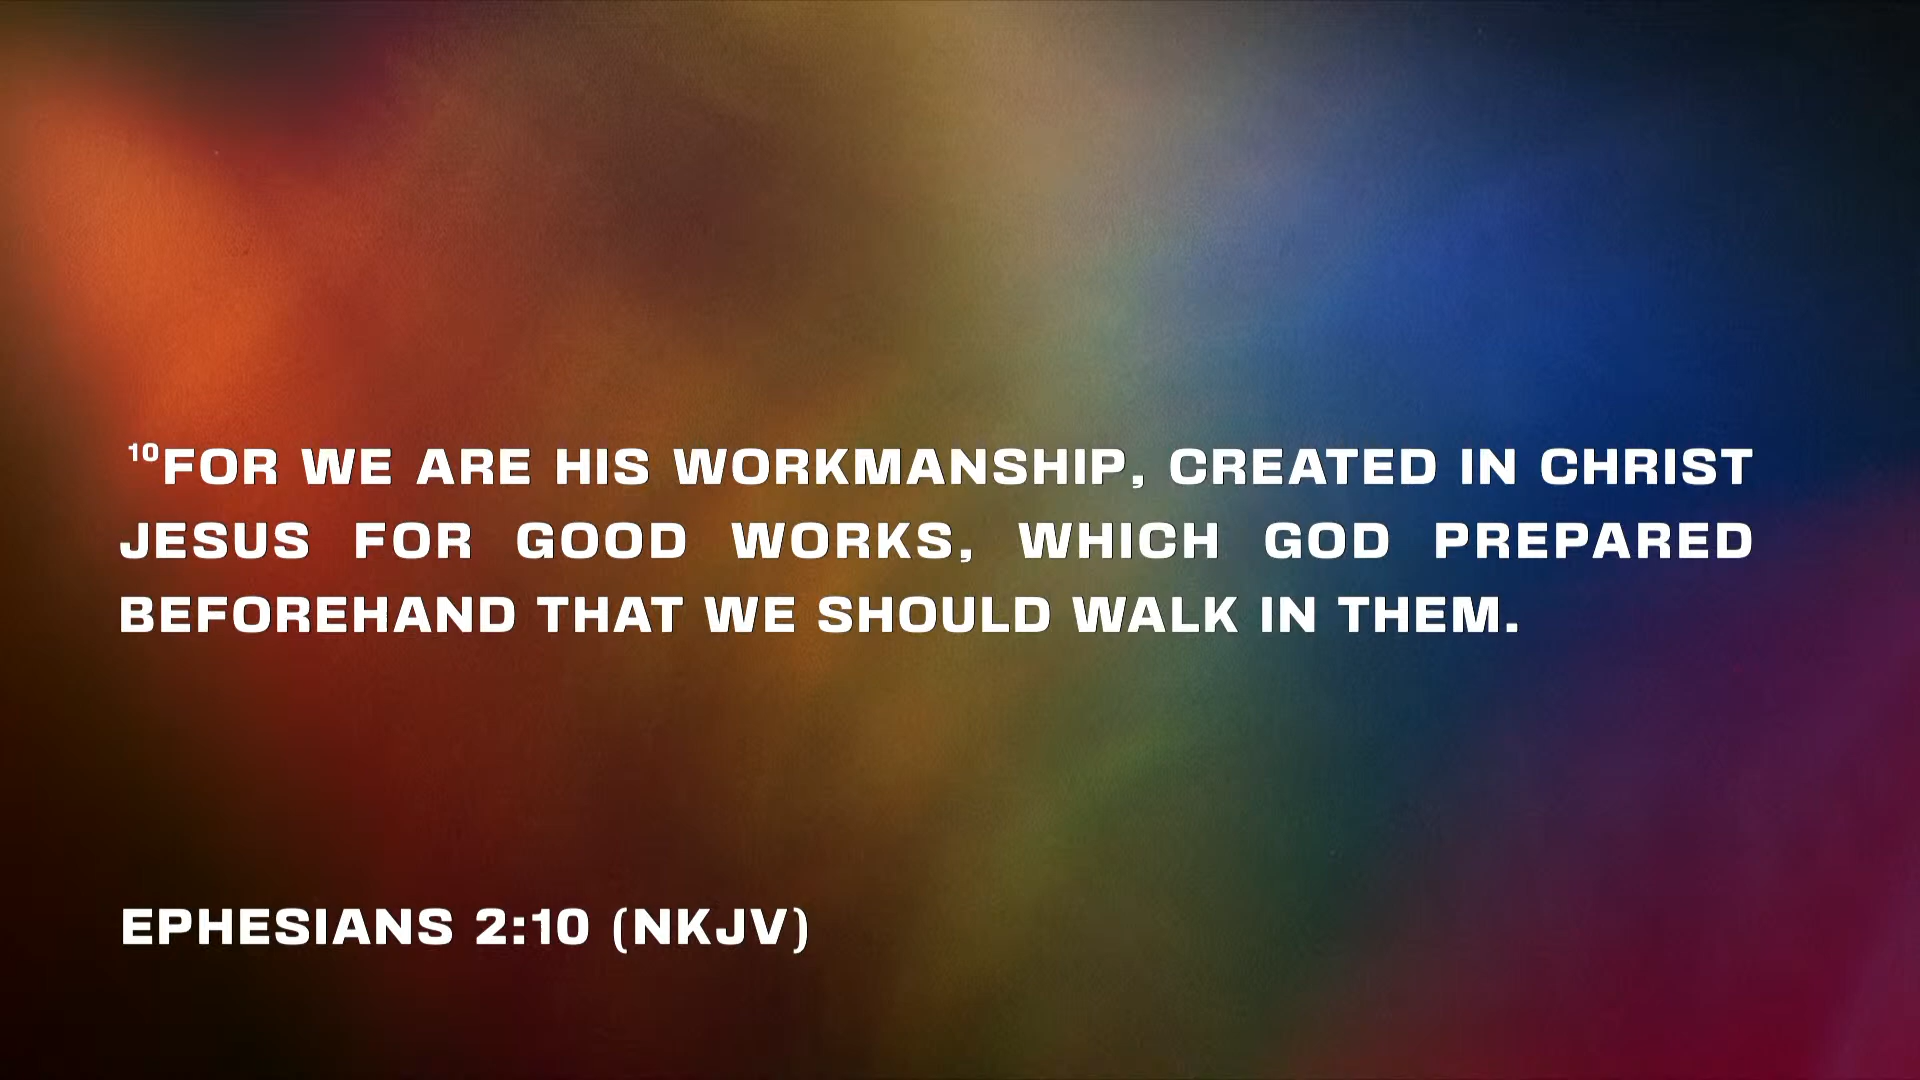 ¹⁰FOR WE ARE HIS WORKMANSHIP, CREATED IN CHRIST
JESUS FOR GOOD WORKS, WHICH GOD PREPARED
BEFOREHAND THAT WE SHOULD WALK IN THEM.
EPHESIANS 2:10 (NKJV)